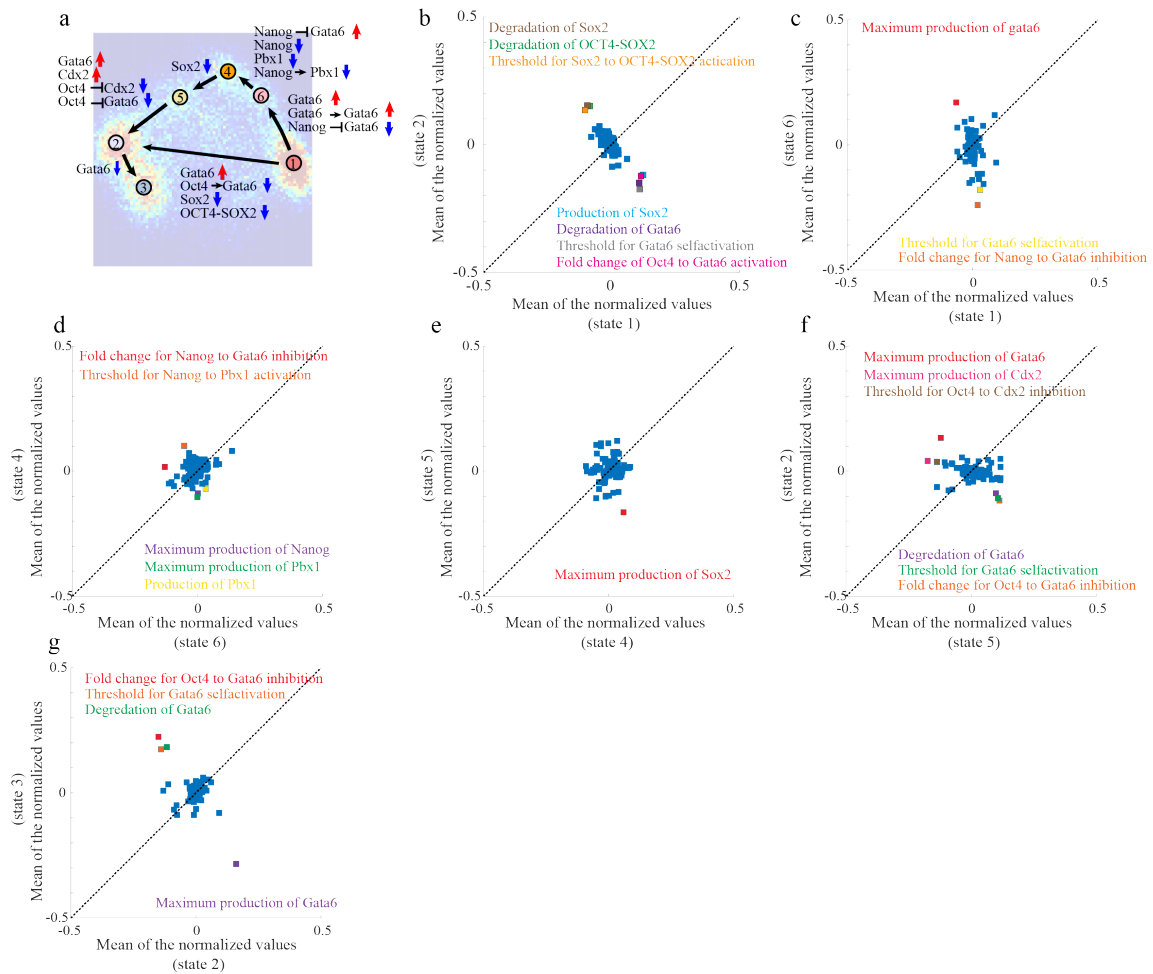 a
Nanog Gata6
Nanog
Pbx1
Nanog Pbx1
Gata6
Cdx2
Oct4 Cdx2
Oct4 Gata6
Sox2
4
5
6
Gata6
Gata6 Gata6
Nanog Gata6
2
1
Gata6
3
Gata6
Oct4 Gata6
Sox2
OCT4-SOX2
b
0.5
Degradation of Sox2
Degradation of OCT4-SOX2
Threshold for Sox2 to OCT4-SOX2 actication
(state 2)
Mean of the normalized values
0
Production of Sox2
Degradation of Gata6
Threshold for Gata6 selfactivation
Fold change of Oct4 to Gata6 activation
-0.5
-0.5 0 0.5
Mean of the normalized values
(state 1)
c
0.5
Maximum production of gata6
(state 6)
Mean of the normalized values
0
Threshold for Gata6 selfactivation
Fold change for Nanog to Gata6 inhibition
-0.5
-0.5 0 0.5
Mean of the normalized values
(state 1)
d
0.5
Fold change for Nanog to Gata6 inhibition
Threshold for Nanog to Pbx1 activation
(state 4)
Mean of the normalized values
0
Maximum production of Nanog
Maximum production of Pbx1
Production of Pbx1
-0.5
-0.5 0 0.5
Mean of the normalized values
(state 6)
e
0.5
(state 5)
Mean of the normalized values
0
Maximum production of Sox2
-0.5
-0.5 0 0.5
Mean of the normalized values
(state 4)
f
0.5
Maximum production of Gata6
Maximum production of Cdx2
Threshold for Oct4 to Cdx2 inhibition
(state 2)
Mean of the normalized values
0
Degredation of Gata6
Threshold for Gata6 selfactivation
Fold change for Oct4 to Gata6 inhibition
-0.5
-0.5 0 0.5
Mean of the normalized values
(state 5)
g
0.5
Fold change for Oct4 to Gata6 inhibition
Threshold for Gata6 selfactivation
Degredation of Gata6
(state 3)
Mean of the normalized values
0
Maximum production of Gata6
-0.5
-0.5 0 0.5
Mean of the normalized values
(state 2)